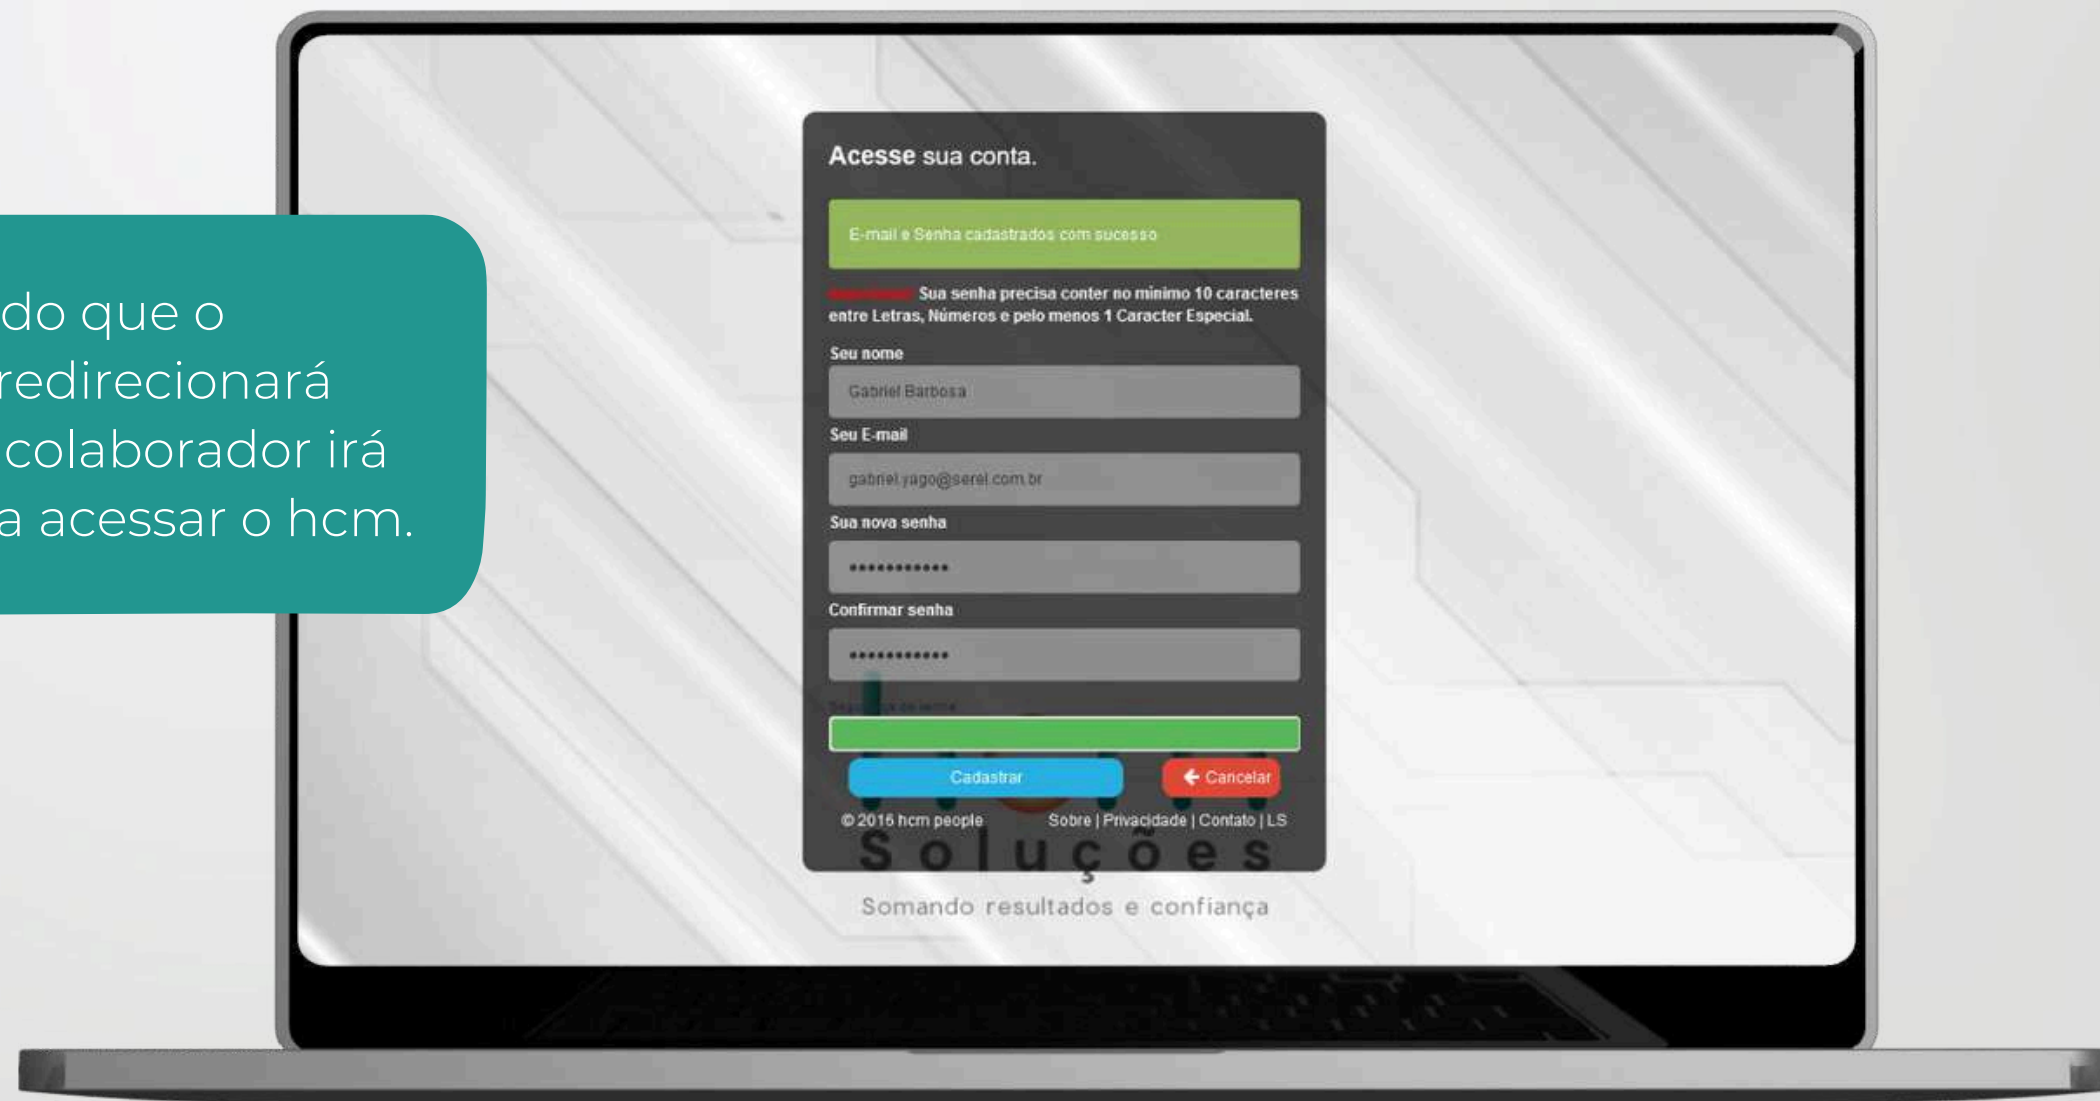 do que o
redirecionará
colaborador irá
a acessar o hcm.
Acesse sua conta.
E-mail e Senha cadastrados com sucesso
Sua senha precisa conter no mínimo 10 caracteres
entre Letras, Números e pelo menos 1 Caracter Especial.
Seu nome
Gabriel Barbosa
Seu E-mail
gabriel.yago@serel.com.br
Sua nova senha
•••••••••••
Confirmar senha
•••••••••••
Cadastrar
Cancelar
© 2016 hcm people Sobre | Privacidade | Contato | LS
Soluções
Somando resultados e confiança